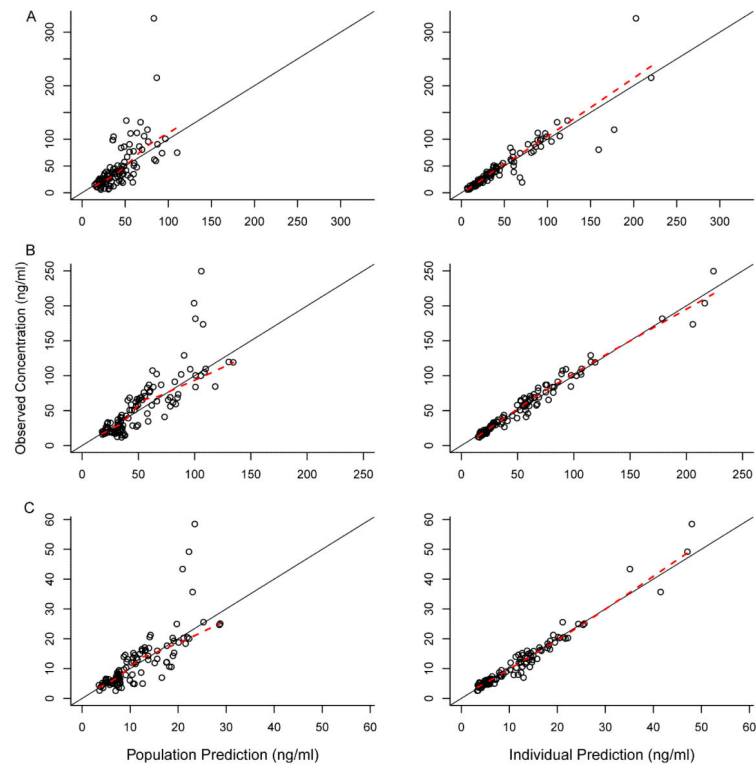 A
0 50 100 200 300
0 50 100 150 200 250 300
0 50 100 200 300
0 50 100 150 200 250 300
B
Observed Concentration (ng/ml)
0 50 100 150 200 250
0 50 100 150 200 250
0 50 100 150 200 250
0 50 100 150 200 250
C
0 10 20 30 40 50 60
0 10 20 30 40 50 60
0 10 20 30 40 50 60
0 10 20 30 40 50 60
Population Prediction (ng/ml)
Individual Prediction (ng/ml)